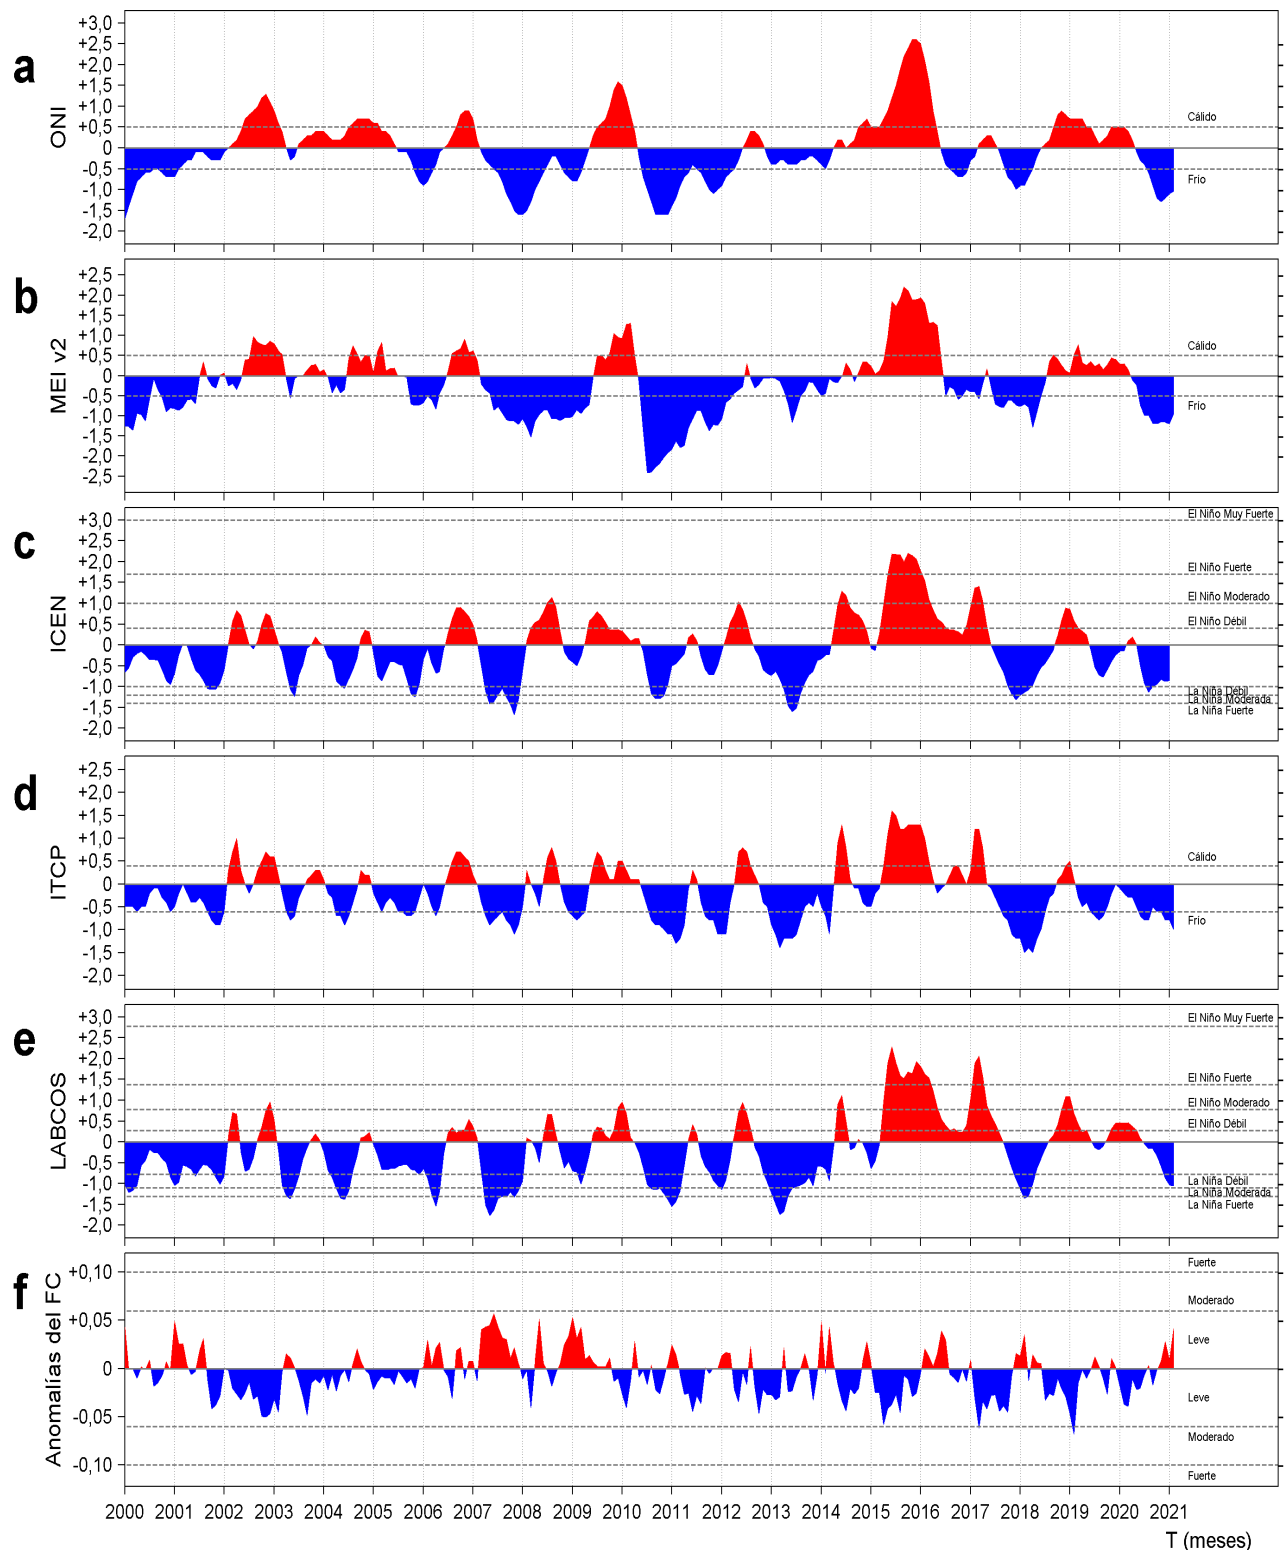 a
ONI
+3,0
+2,5
+2,0
+1,5
+1,0
+0,5
0
-0,5
-1,0
-1,5
-2,0
Cálido
Frío
b
MEI v2
+2,5
+2,0
+1,5
+1,0
+0,5
0
-0,5
-1,0
-1,5
-2,0
-2,5
Cálido
Frío
c
ICEN
+3,0
+2,5
+2,0
+1,5
+1,0
+0,5
0
-0,5
-1,0
-1,5
-2,0
El Niño Muy Fuerte
El Niño Fuerte
El Niño Moderado
El Niño Débil
La Niña Débil
La Niña Moderada
La Niña Fuerte
d
ITCP
+2,5
+2,0
+1,5
+1,0
+0,5
0
-0,5
-1,0
-1,5
-2,0
Cálido
Frío
e
LABCOS
+3,0
+2,5
+2,0
+1,5
+1,0
+0,5
0
-0,5
-1,0
-1,5
-2,0
El Niño Muy Fuerte
El Niño Fuerte
El Niño Moderado
El Niño Débil
La Niña Débil
La Niña Moderada
La Niña Fuerte
f
Anomalías del FC
+0,10
+0,05
0
-0,05
-0,10
Fuerte
Moderado
Leve
Leve
Moderado
Fuerte
2000 2001 2002 2003 2004 2005 2006 2007 2008 2009 2010 2011 2012 2013 2014 2015 2016 2017 2018 2019 2020 2021
T (meses)